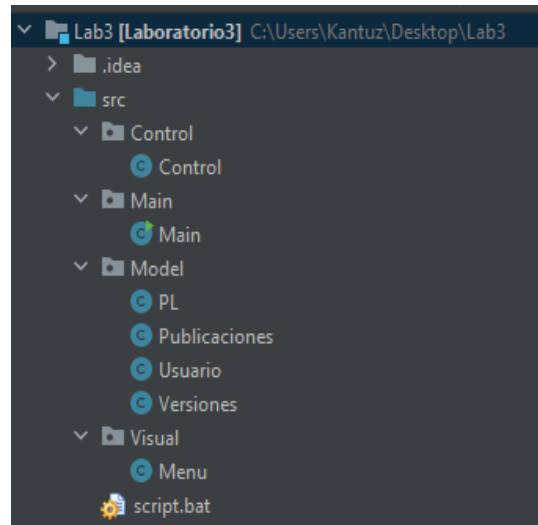 Lab3 [Laboratorio3] C:\Users\Kantuz\Desktop\Lab3
.idea
src
Control
Control
Main
Main
Model
PL
Publicaciones
Usuario
Versiones
Visual
Menu
script.bat